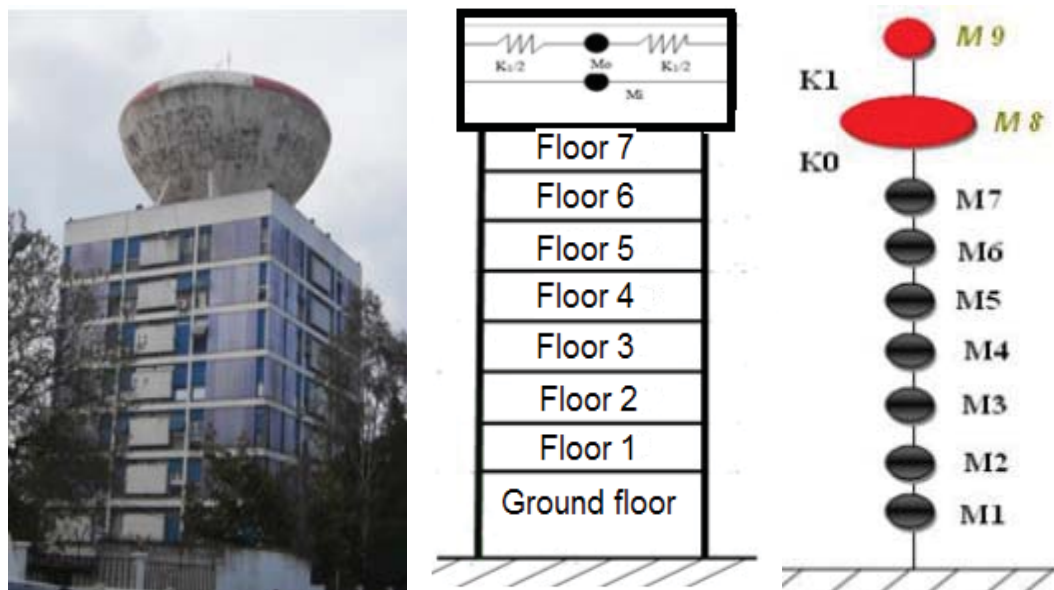 K₁/2
Mo
K₁/2
Mi
Floor 7
Floor 6
Floor 5
Floor 4
Floor 3
Floor 2
Floor 1
Ground floor
M 9
K1
M 8
K0
M7
M6
M5
M4
M3
M2
M1